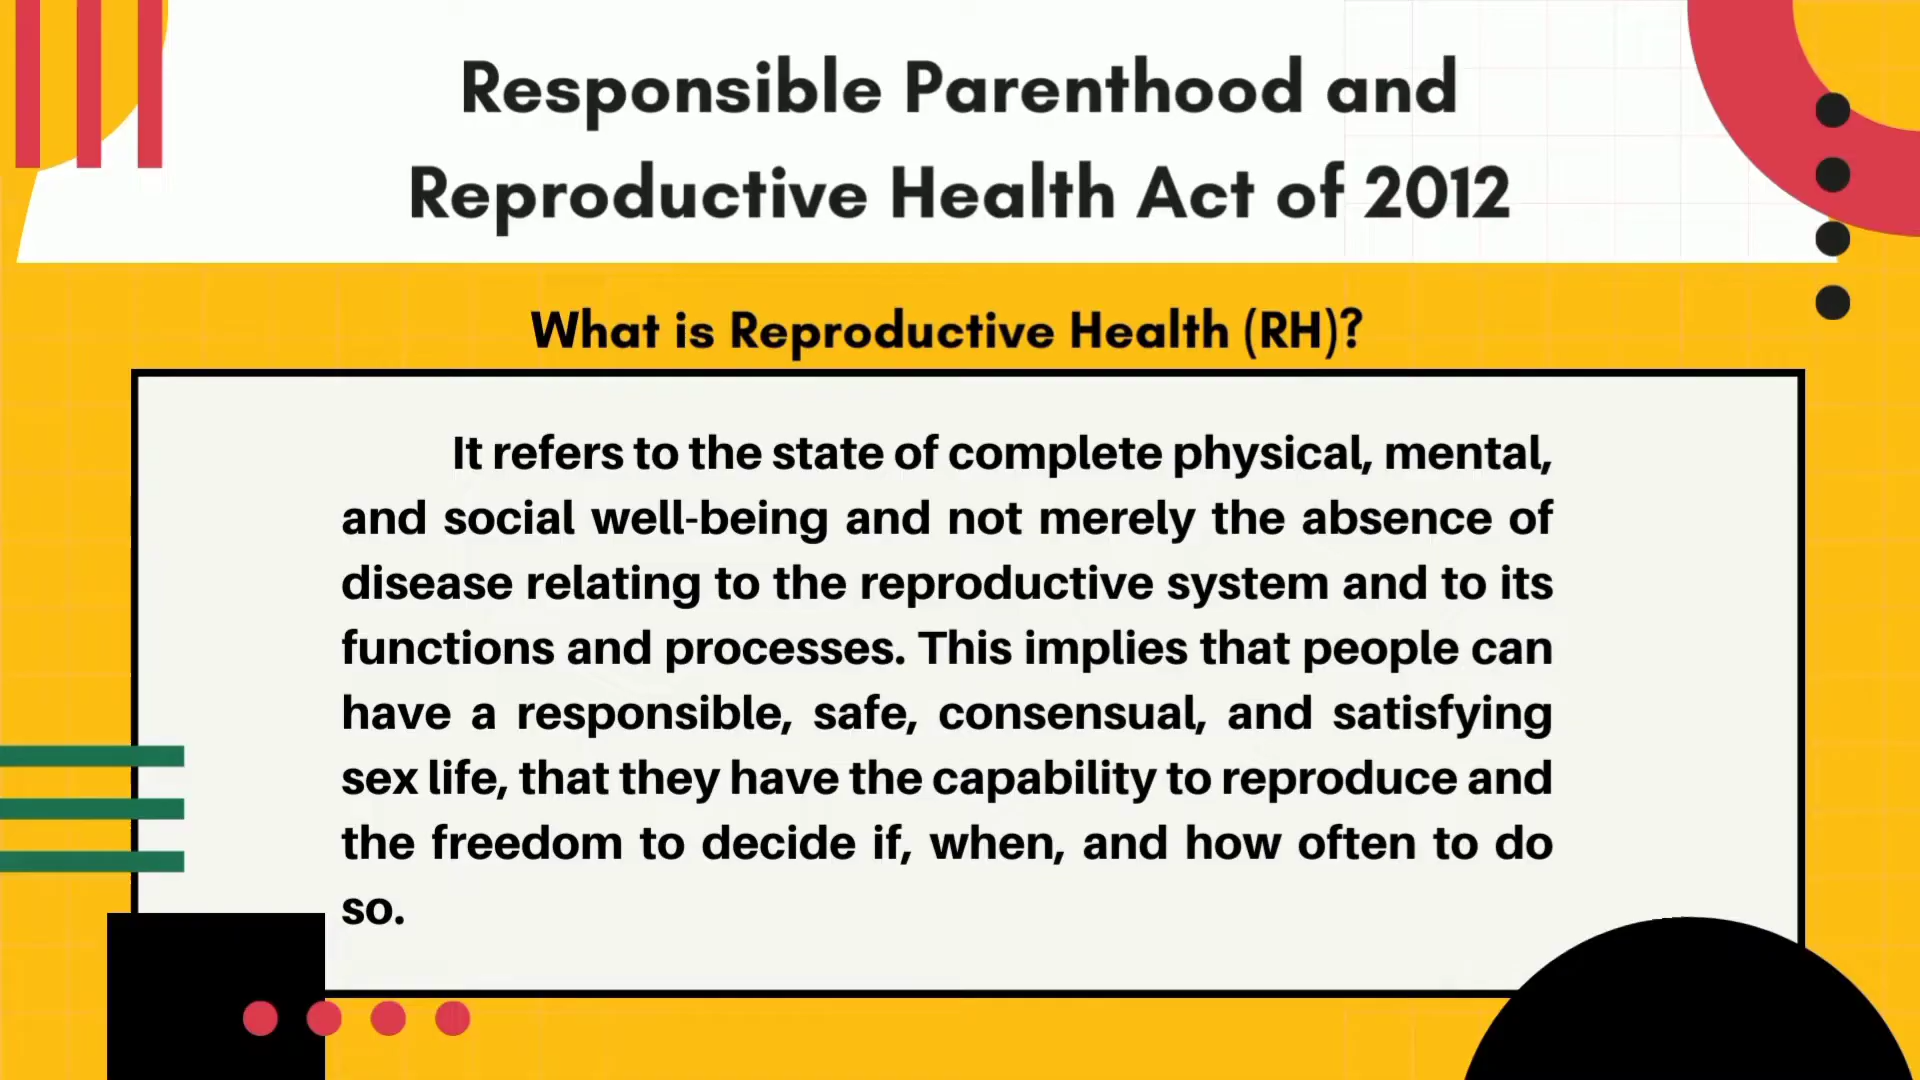 Responsible Parenthood and
Reproductive Health Act of 2012
What is Reproductive Health (RH)?
It refers to the state of complete physical, mental,
and social well-being and not merely the absence of
disease relating to the reproductive system and to its
functions and processes. This implies that people can
have a responsible, safe, consensual, and satisfying
sex life, that they have the capability to reproduce and
the freedom to decide if, when, and how often to do
so.